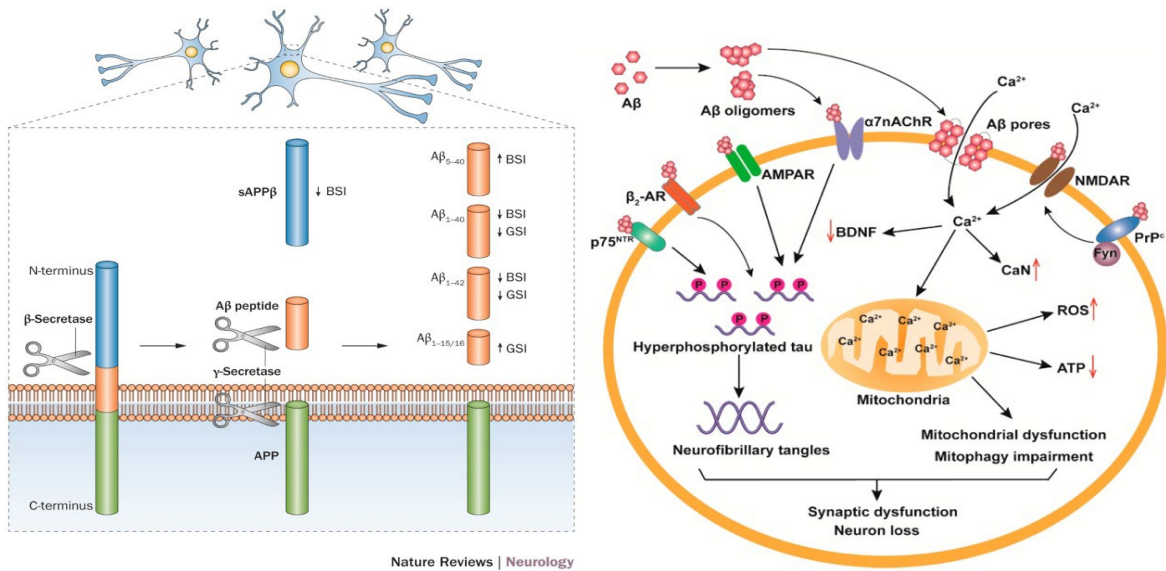 sAPPβ
↓ BSI
Aβ5–40
↑ BSI
Aβ1–40
↓ BSI
↓ GSI
Aβ1–42
↓ BSI
↓ GSI
Aβ1–15/16
↑ GSI
N-terminus
β-Secretase
Aβ peptide
γ-Secretase
APP
C-terminus
Nature Reviews | Neurology
Aβ
Aβ oligomers
Ca²⁺
Ca²⁺
α7nAChR
Aβ pores
AMPAR
NMDAR
β₂-AR
p75ᴺᵀᴿ
PrPᶜ
Fyn
Ca²⁺
↓BDNF
CaN↑
P P
P P
P P
Hyperphosphorylated tau
Ca²⁺
Ca²⁺
Ca²⁺
Ca²⁺
Ca²⁺
Ca²⁺
Ca²⁺
Mitochondria
ROS↑
ATP↓
Neurofibrillary tangles
Mitochondrial dysfunction
Mitophagy impairment
Synaptic dysfunction
Neuron loss